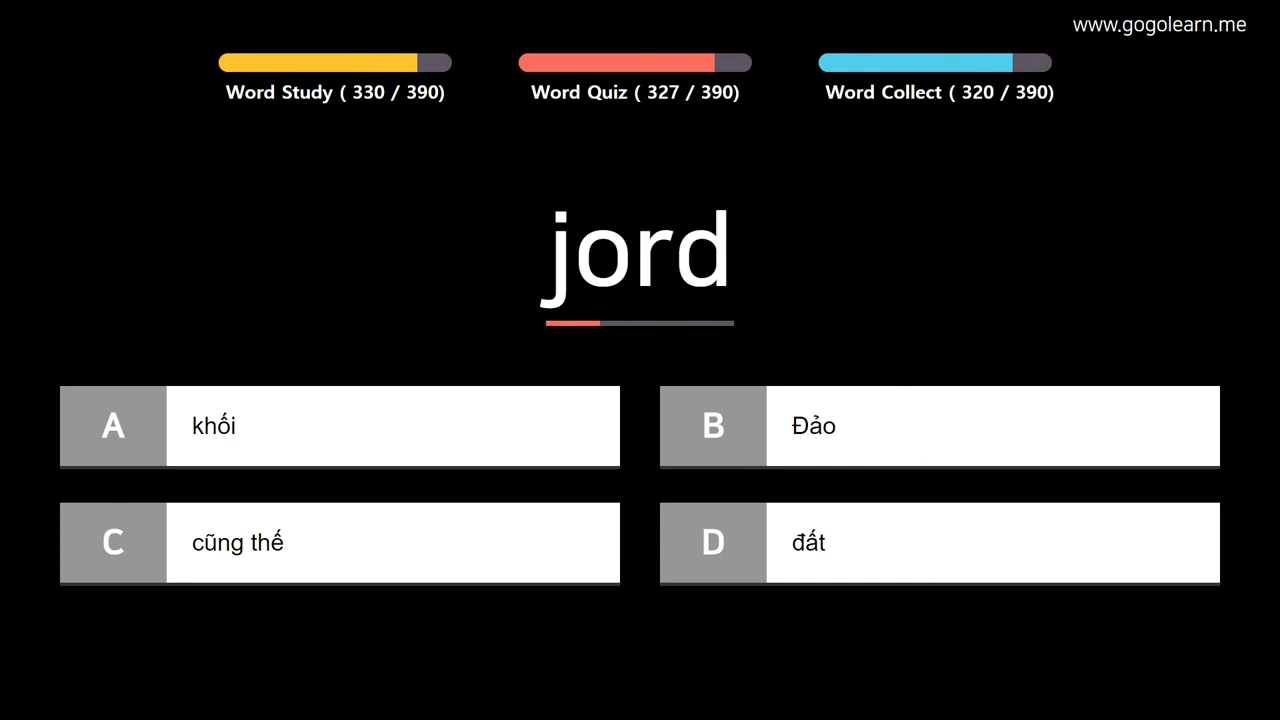 www.gogolearn.me
Word Study ( 330 / 390)
Word Quiz ( 327 / 390)
Word Collect ( 320 / 390)
jord
A khối
B Đảo
C cũng thế
D đất